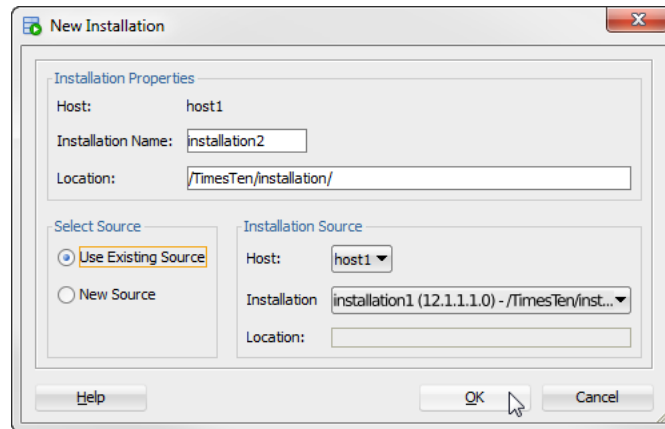 New Installation
Installation Properties
Host: host1
Installation Name: installation2
Location: /TimesTen/installation/
Select Source
Use Existing Source
New Source
Installation Source
Host: host1
Installation installation1 (12.1.1.1.0) - /TimesTen/inst...
Location:
Help OK Cancel